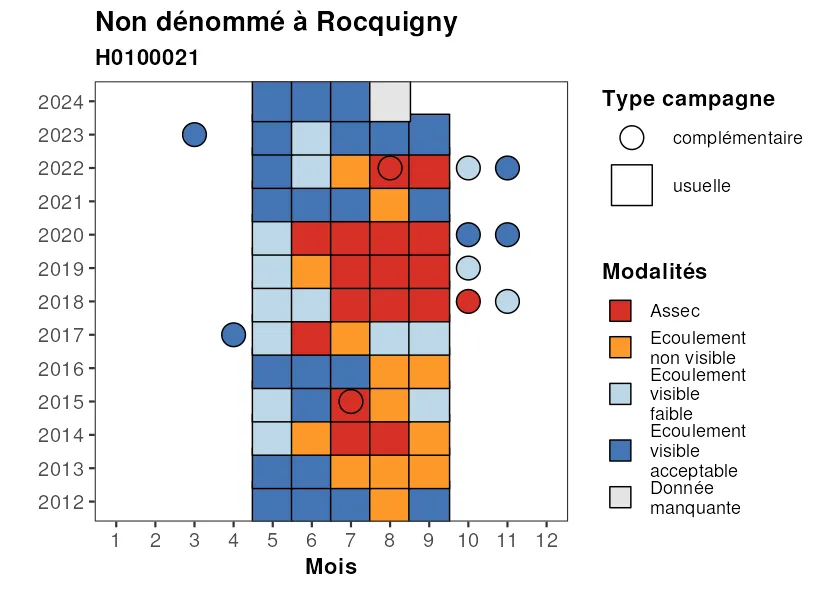 Non dénommé à Rocquigny
H0100021
2024
2023
2022
2021
2020
2019
2018
2017
2016
2015
2014
2013
2012
1 2 3 4 5 6 7 8 9 10 11 12
Mois
Type campagne
complémentaire
usuelle
Modalités
Assec
Ecoulement
non visible
Ecoulement
visible
faible
Ecoulement
visible
acceptable
Donnée
manquante